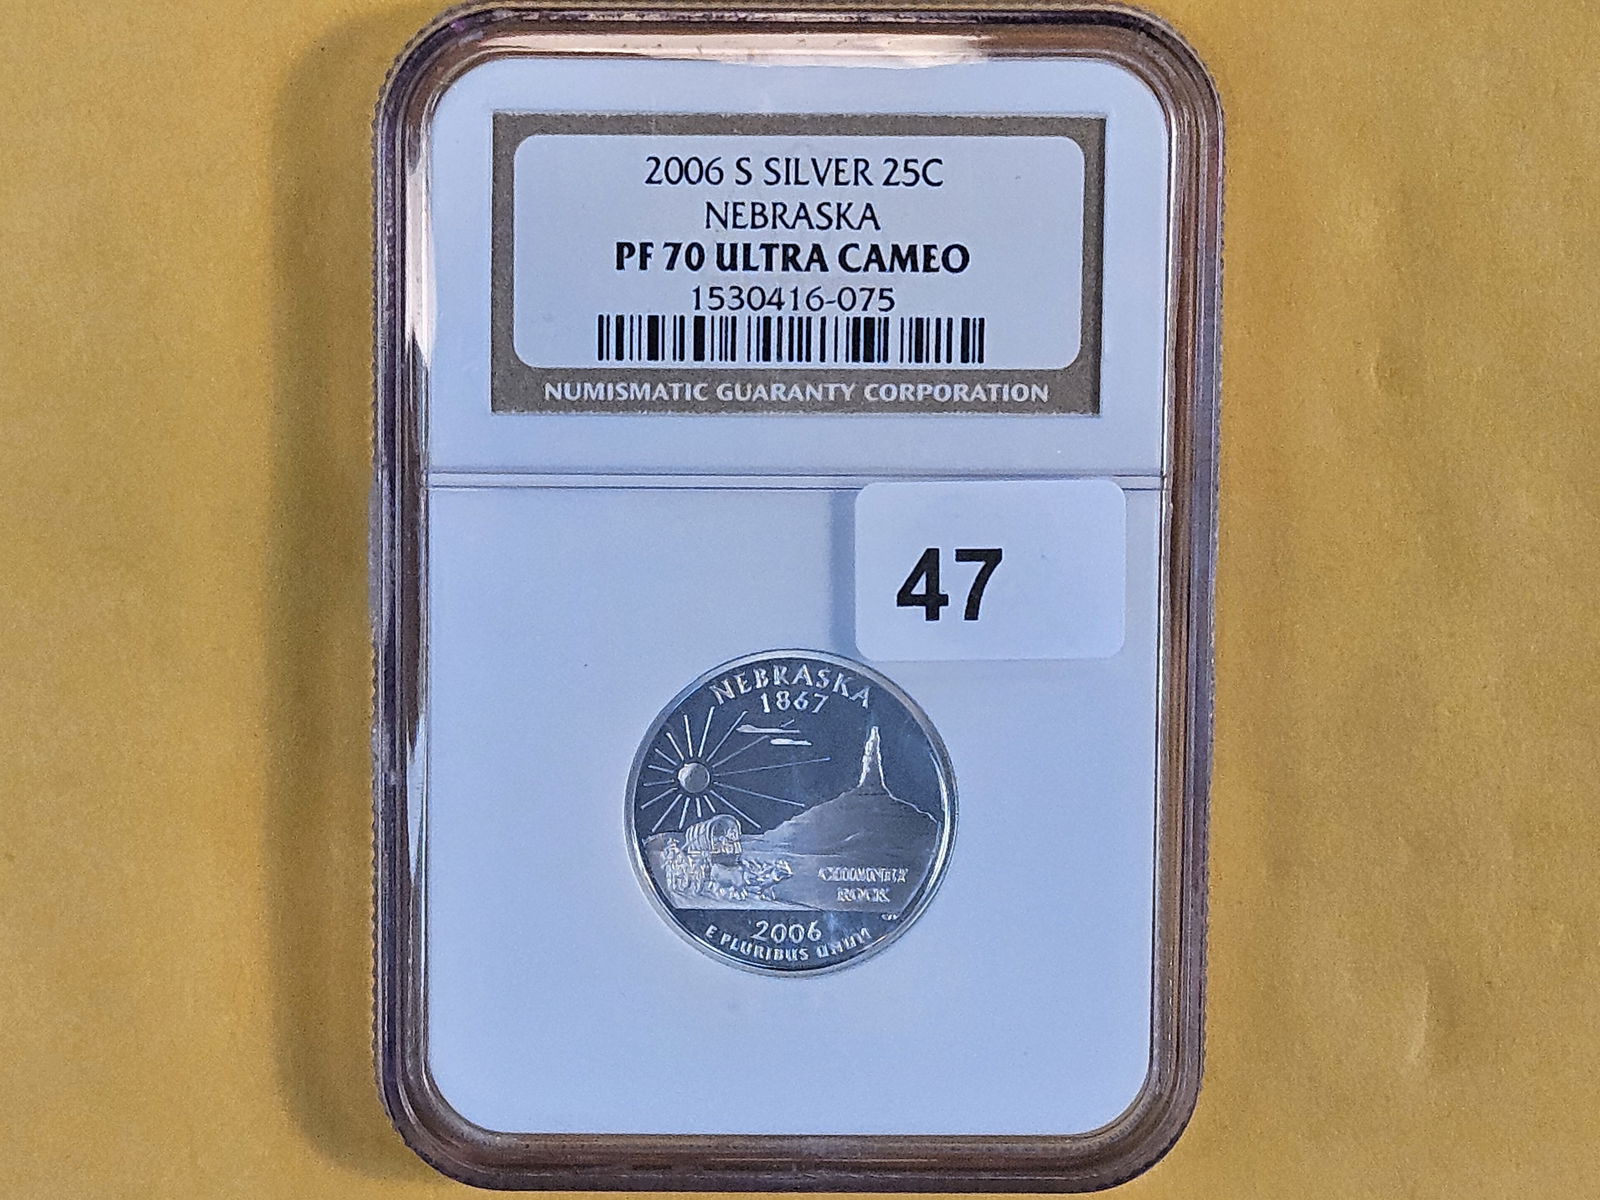 2006 S SILVER 25C
NEBRASKA
PF 70 ULTRA CAMEO
1530416-075
NUMISMATIC GUARANTY CORPORATION
47
NEBRASKA
1867
CHIMNEY
ROCK
2006
E PLURIBUS UNUM